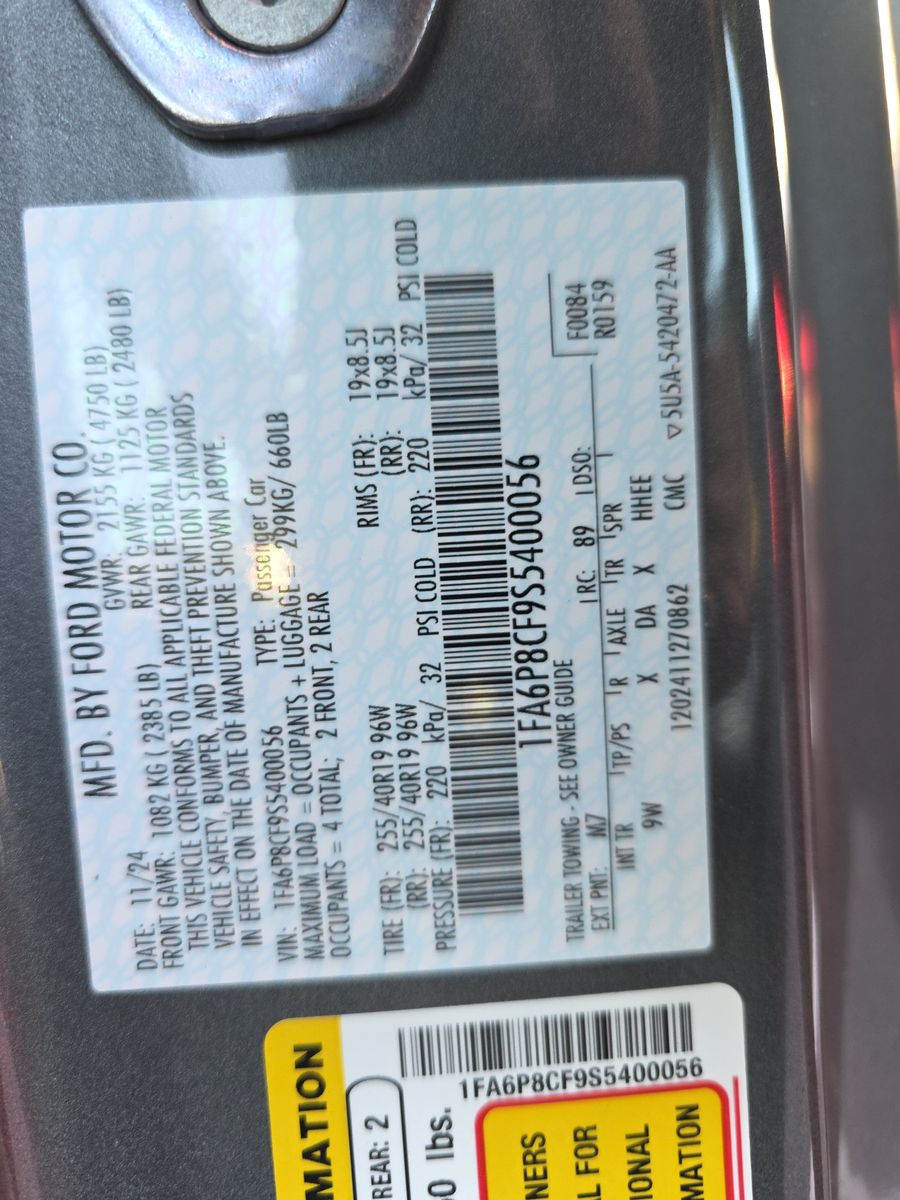 MFD. BY FORD MOTOR CO.
DATE: 11/24 GVWR: 2155 KG ( 4750 LB)
FRONT GAWR: 1082 KG ( 2385 LB) REAR GAWR: 1125 KG ( 2480 LB)
THIS VEHICLE CONFORMS TO ALL APPLICABLE FEDERAL MOTOR
VEHICLE SAFETY, BUMPER, AND THEFT PREVENTION STANDARDS
IN EFFECT ON THE DATE OF MANUFACTURE SHOWN ABOVE.
VIN: 1FA6P8CF9S5400056 TYPE: Passenger Car
MAXIMUM LOAD = OCCUPANTS + LUGGAGE = 299KG/ 660LB
OCCUPANTS = 4 TOTAL; 2 FRONT, 2 REAR
TIRE (FR): 255/40R19 96W RIMS (FR): 19x8.5J
(RR): 255/40R19 96W (RR): 19x8.5J
PRESSURE (FR): 220 kPa/ 32 PSI COLD (RR): 220 kPa/ 32 PSI COLD
1FA6P8CF9S5400056
TRAILER TOWING - SEE OWNER GUIDE F0084
EXT PNT: M7 RC: 89 DSO: R0159
INT TR TP/PS R AXLE TR SPR
9W X DA X HHEE
120241127 0862 CMC ▽5U5A-5420472-AA
MATION
REAR: 2
0 lbs.
1FA6P8CF9S5400056
NERS
L FOR
IONAL
MATION